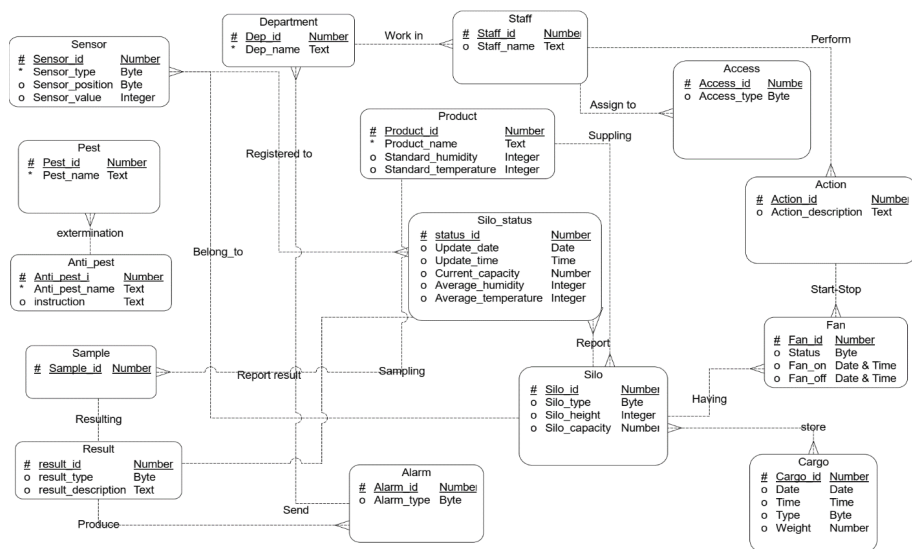 Department
# Dep_id Number
* Dep_name Text
Work in
Staff
# Staff_id Number
o Staff_name Text
Perform
Sensor
# Sensor_id Number
* Sensor_type Byte
o Sensor_position Byte
o Sensor_value Integer
Access
# Access_id Numbe
o Access_type Byte
Assign to
Product
# Product_id Number
* Product_name Text
o Standard_humidity Integer
o Standard_temperature Integer
Suppling
Pest
# Pest_id Number
* Pest_name Text
Registered to
Action
# Action_id Number
o Action_description Text
extermination
Belong_to
Silo_status
# status_id Number
o Update_date Date
o Update_time Time
o Current_capacity Number
o Average_humidity Integer
o Average_temperature Integer
Anti_pest
# Anti_pest_i Number
* Anti_pest_name Text
o instruction Text
Start-Stop
Fan
# Fan_id Number
o Status Byte
o Fan_on Date & Time
o Fan_off Date & Time
Report
Sample
# Sample_id Number
Report result
Sampling
Silo
# Silo_id Number
o Silo_type Byte
o Silo_height Integer
o Silo_capacity Number
Having
Resulting
store
Result
# result_id Number
o result_type Byte
o result_description Text
Alarm
# Alarm_id Number
o Alarm_type Byte
Cargo
# Cargo_id Number
o Date Date
o Time Time
o Type Byte
o Weight Number
Send
Produce